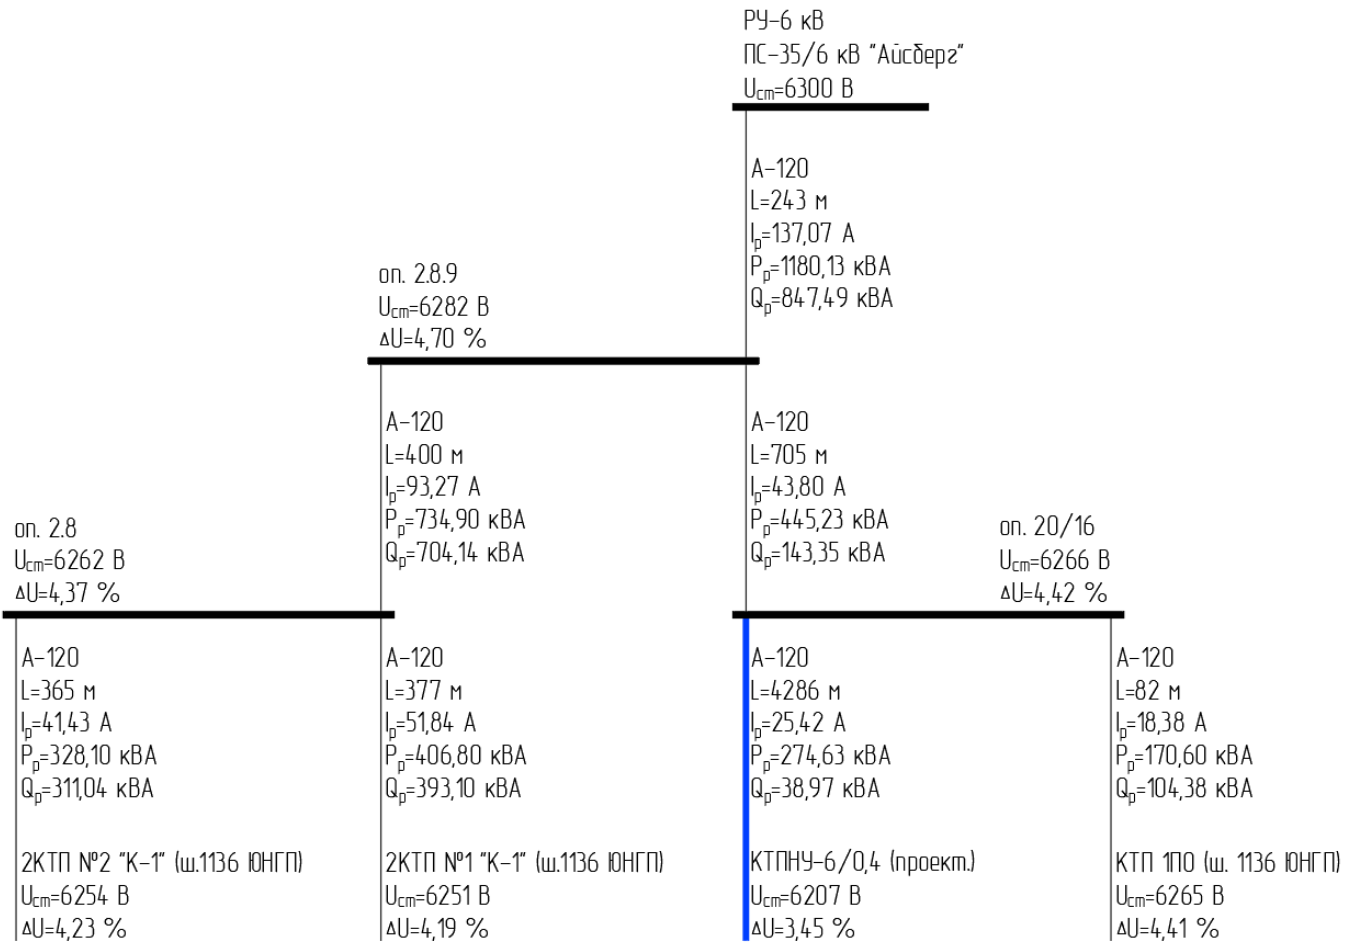 РУ-6 кВ
ПС-35/6 кВ "Айсберг"
Uст=6300 В
А-120
L=243 м
Iр=137,07 А
Pр=1180,13 кВА
Qр=847,49 кВА
оп. 2.8.9
Uст=6282 В
ΔU=4,70 %
А-120
L=400 м
Iр=93,27 А
Pр=734,90 кВА
Qр=704,14 кВА
А-120
L=705 м
Iр=43,80 А
Pр=445,23 кВА
Qр=143,35 кВА
оп. 2.8
Uст=6262 В
ΔU=4,37 %
оп. 20/16
Uст=6266 В
ΔU=4,42 %
А-120
L=365 м
Iр=41,43 А
Pр=328,10 кВА
Qр=311,04 кВА
2КТП №2 "К-1" (ш.1136 ЮНГП)
Uст=6254 В
ΔU=4,23 %
А-120
L=377 м
Iр=51,84 А
Pр=406,80 кВА
Qр=393,10 кВА
2КТП №1 "К-1" (ш.1136 ЮНГП)
Uст=6251 В
ΔU=4,19 %
А-120
L=4286 м
Iр=25,42 А
Pр=274,63 кВА
Qр=38,97 кВА
КТПНУ-6/0,4 (проект.)
Uст=6207 В
ΔU=3,45 %
А-120
L=82 м
Iр=18,38 А
Pр=170,60 кВА
Qр=104,38 кВА
КТП 1ПО (ш. 1136 ЮНГП)
Uст=6265 В
ΔU=4,41 %